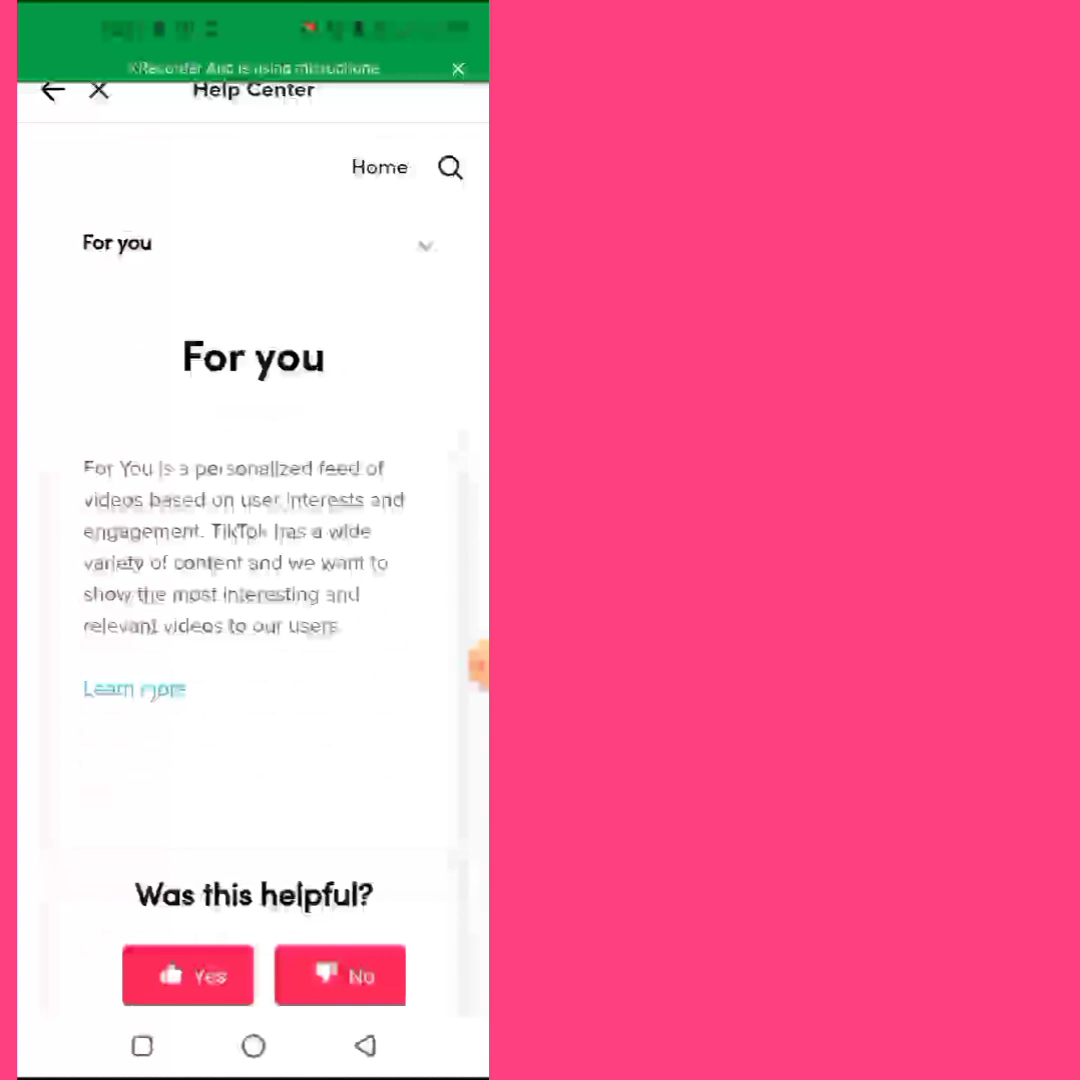 XRecorder App is using microphone
Help Center
Home
For you
For you
For You is a personalized feed of
videos based on user interests and
engagement. TikTok has a wide
variety of content and we want to
show the most interesting and
relevant videos to our users.
Learn more
Was this helpful?
Yes
No